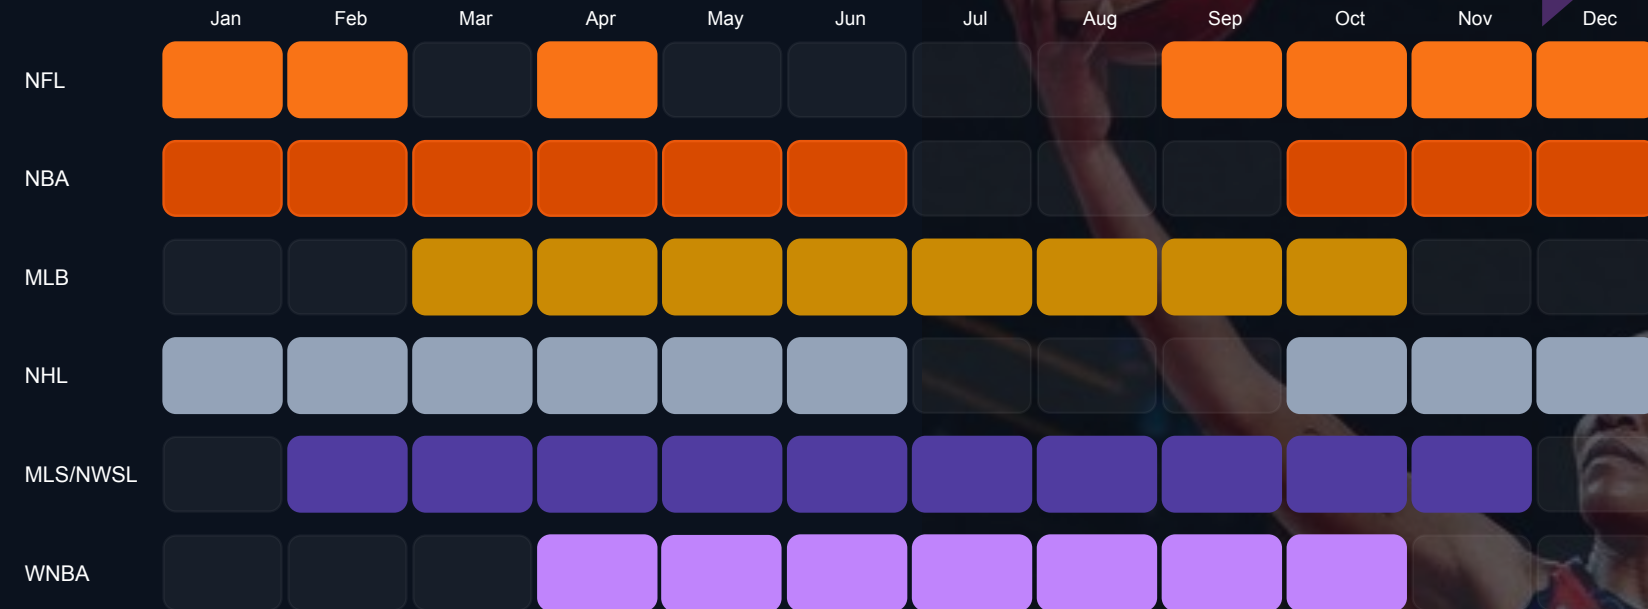 Jan Feb Mar Apr May Jun Jul Aug Sep Oct Nov Dec
NFL
NBA
MLB
NHL
MLS/NWSL
WNBA